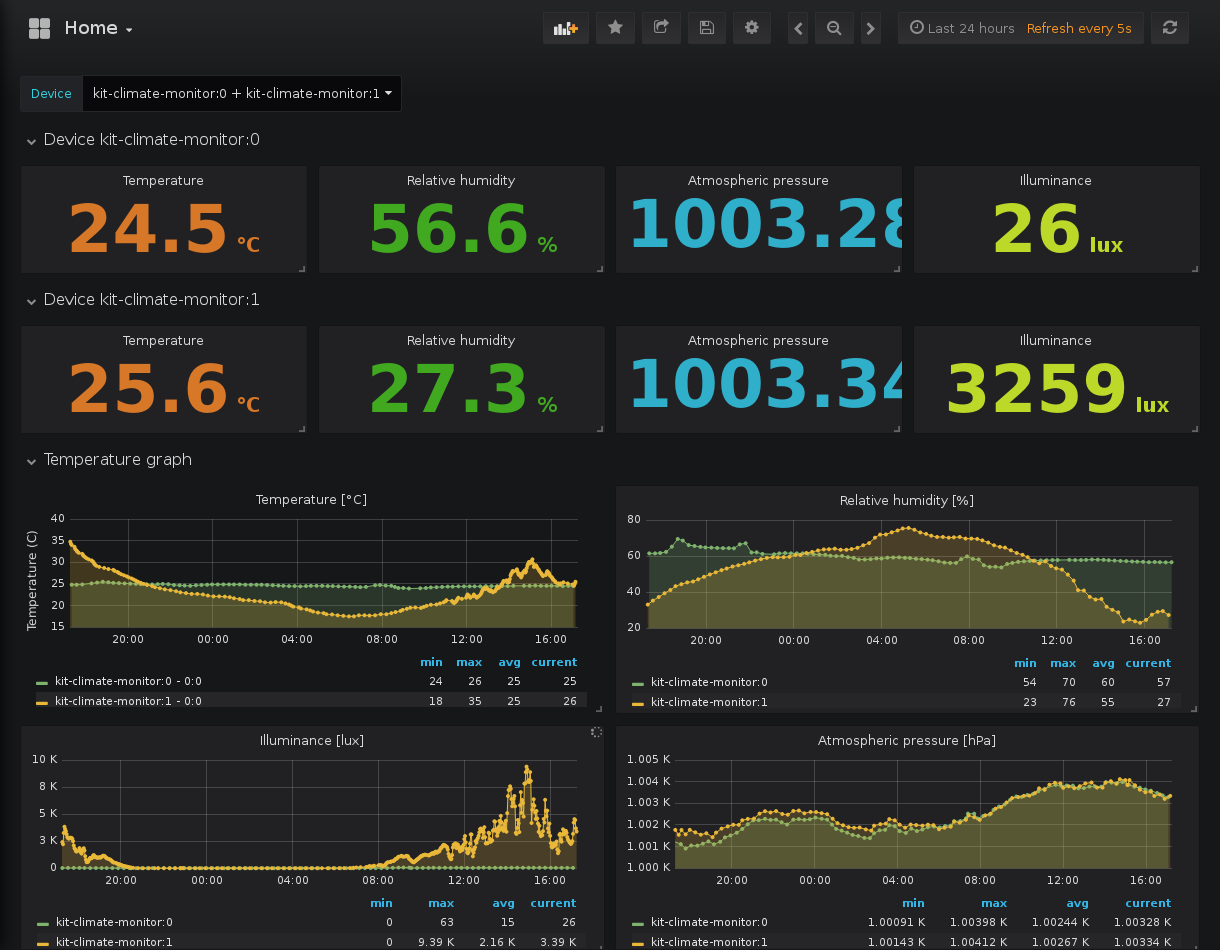 Home
Last 24 hours Refresh every 5s
Device kit-climate-monitor:0 + kit-climate-monitor:1
Device kit-climate-monitor:0
Temperature Relative humidity Atmospheric pressure Illuminance
24.5 °C 56.6 % 1003.28 26 lux
Device kit-climate-monitor:1
Temperature Relative humidity Atmospheric pressure Illuminance
25.6 °C 27.3 % 1003.34 3259 lux
Temperature graph
Temperature [°C]
Temperature (C)
40
35
30
25
20
15
20:00 00:00 04:00 08:00 12:00 16:00
min max avg current
kit-climate-monitor:0 - 0:0 24 26 25 25
kit-climate-monitor:1 - 0:0 18 35 25 26
Relative humidity [%]
80
60
40
20
20:00 00:00 04:00 08:00 12:00 16:00
min max avg current
kit-climate-monitor:0 54 70 60 57
kit-climate-monitor:1 23 76 55 27
Illuminance [lux]
10 K
8 K
5 K
3 K
0
20:00 00:00 04:00 08:00 12:00 16:00
min max avg current
kit-climate-monitor:0 0 63 15 26
kit-climate-monitor:1 0 9.39 K 2.16 K 3.39 K
Atmospheric pressure [hPa]
1.005 K
1.004 K
1.003 K
1.002 K
1.001 K
1.000 K
20:00 00:00 04:00 08:00 12:00 16:00
min max avg current
kit-climate-monitor:0 1.00091 K 1.00398 K 1.00244 K 1.00328 K
kit-climate-monitor:1 1.00143 K 1.00412 K 1.00267 K 1.00334 K